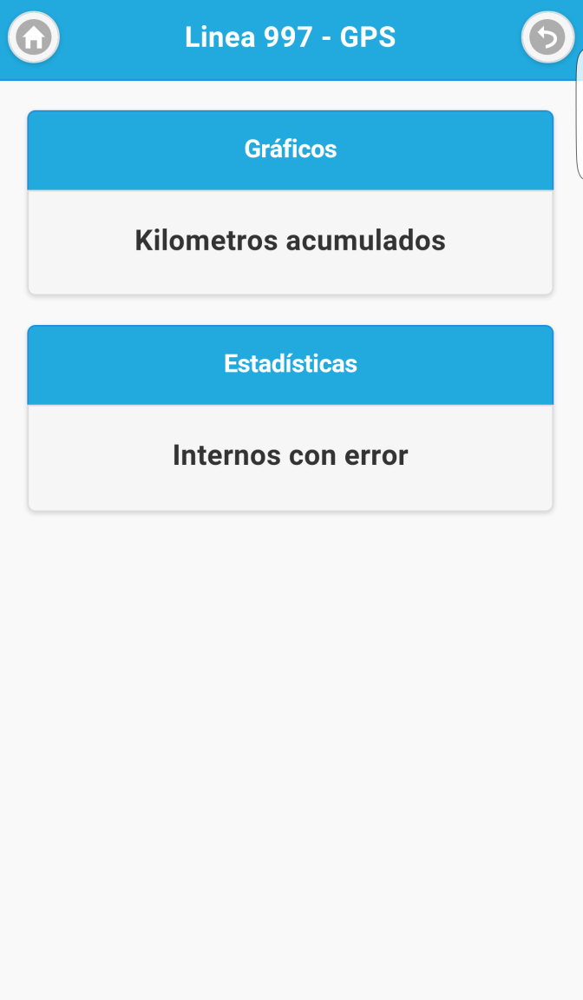 Linea 997 - GPS
Gráficos
Kilometros acumulados
Estadísticas
Internos con error